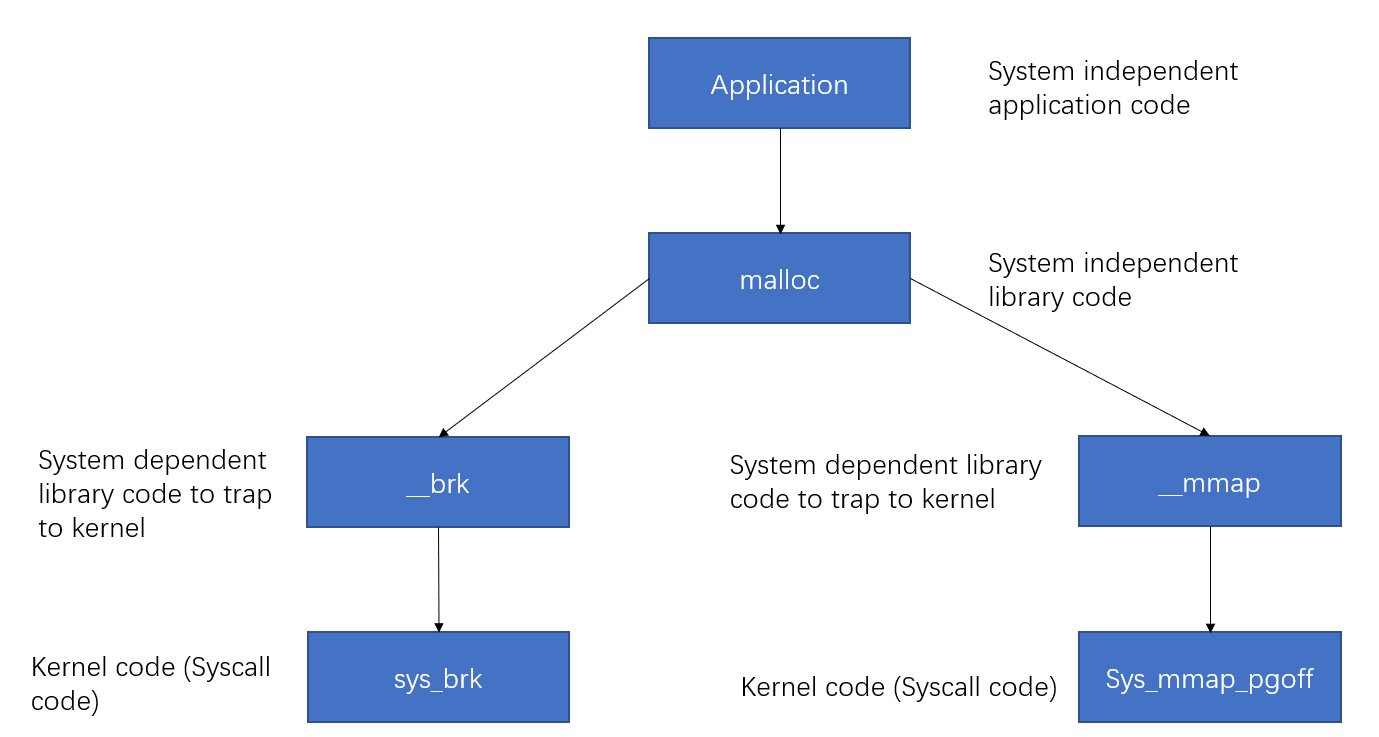 Application
System independent
application code
malloc
System independent
library code
System dependent
library code to trap
to kernel
__brk
System dependent library
code to trap to kernel
__mmap
Kernel code (Syscall
code)
sys_brk
Kernel code (Syscall code)
Sys_mmap_pgoff